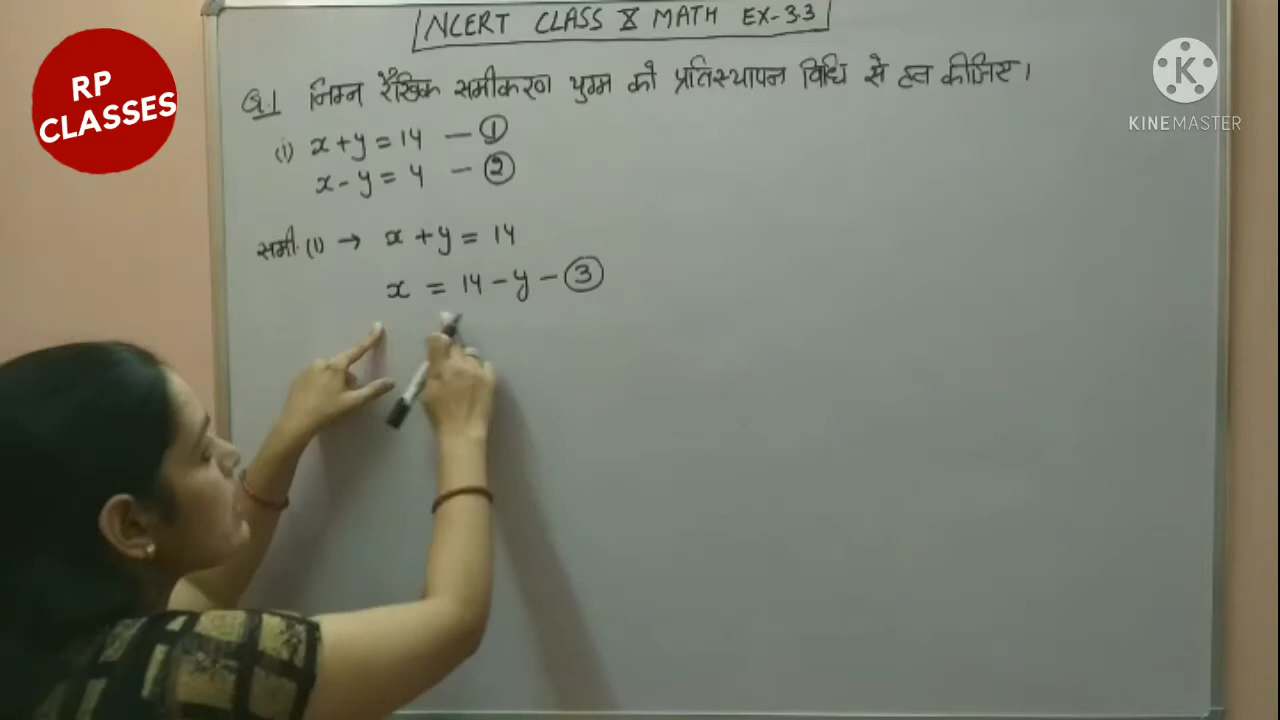 RP
CLASSES
KINEMASTER
NCERT CLASS X MATH EX-3.3
Q.1 निम्न रैखिक समीकरण युग्म को प्रतिस्थापन विधि से हल कीजिए।
(i) x+y=14 — ①
x-y=4 — ②
समी.(1) → x+y=14
x = 14-y-③